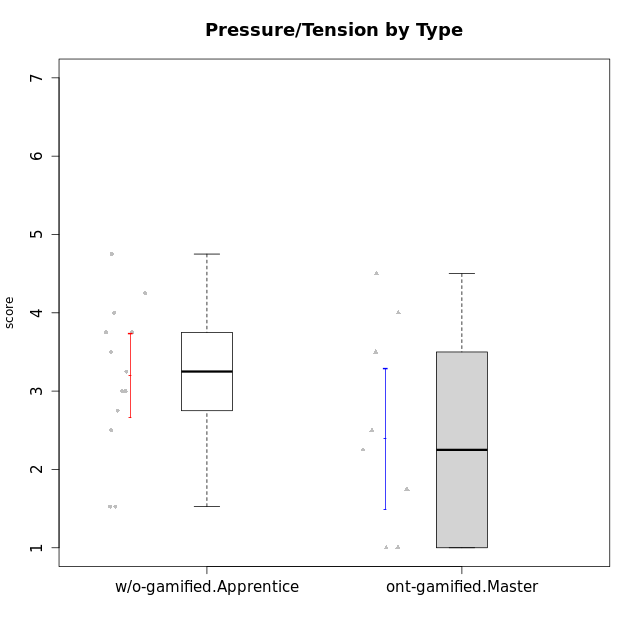 Pressure/Tension by Type
7
6
5
4
3
2
1
score
w/o-gamified.Apprentice
ont-gamified.Master